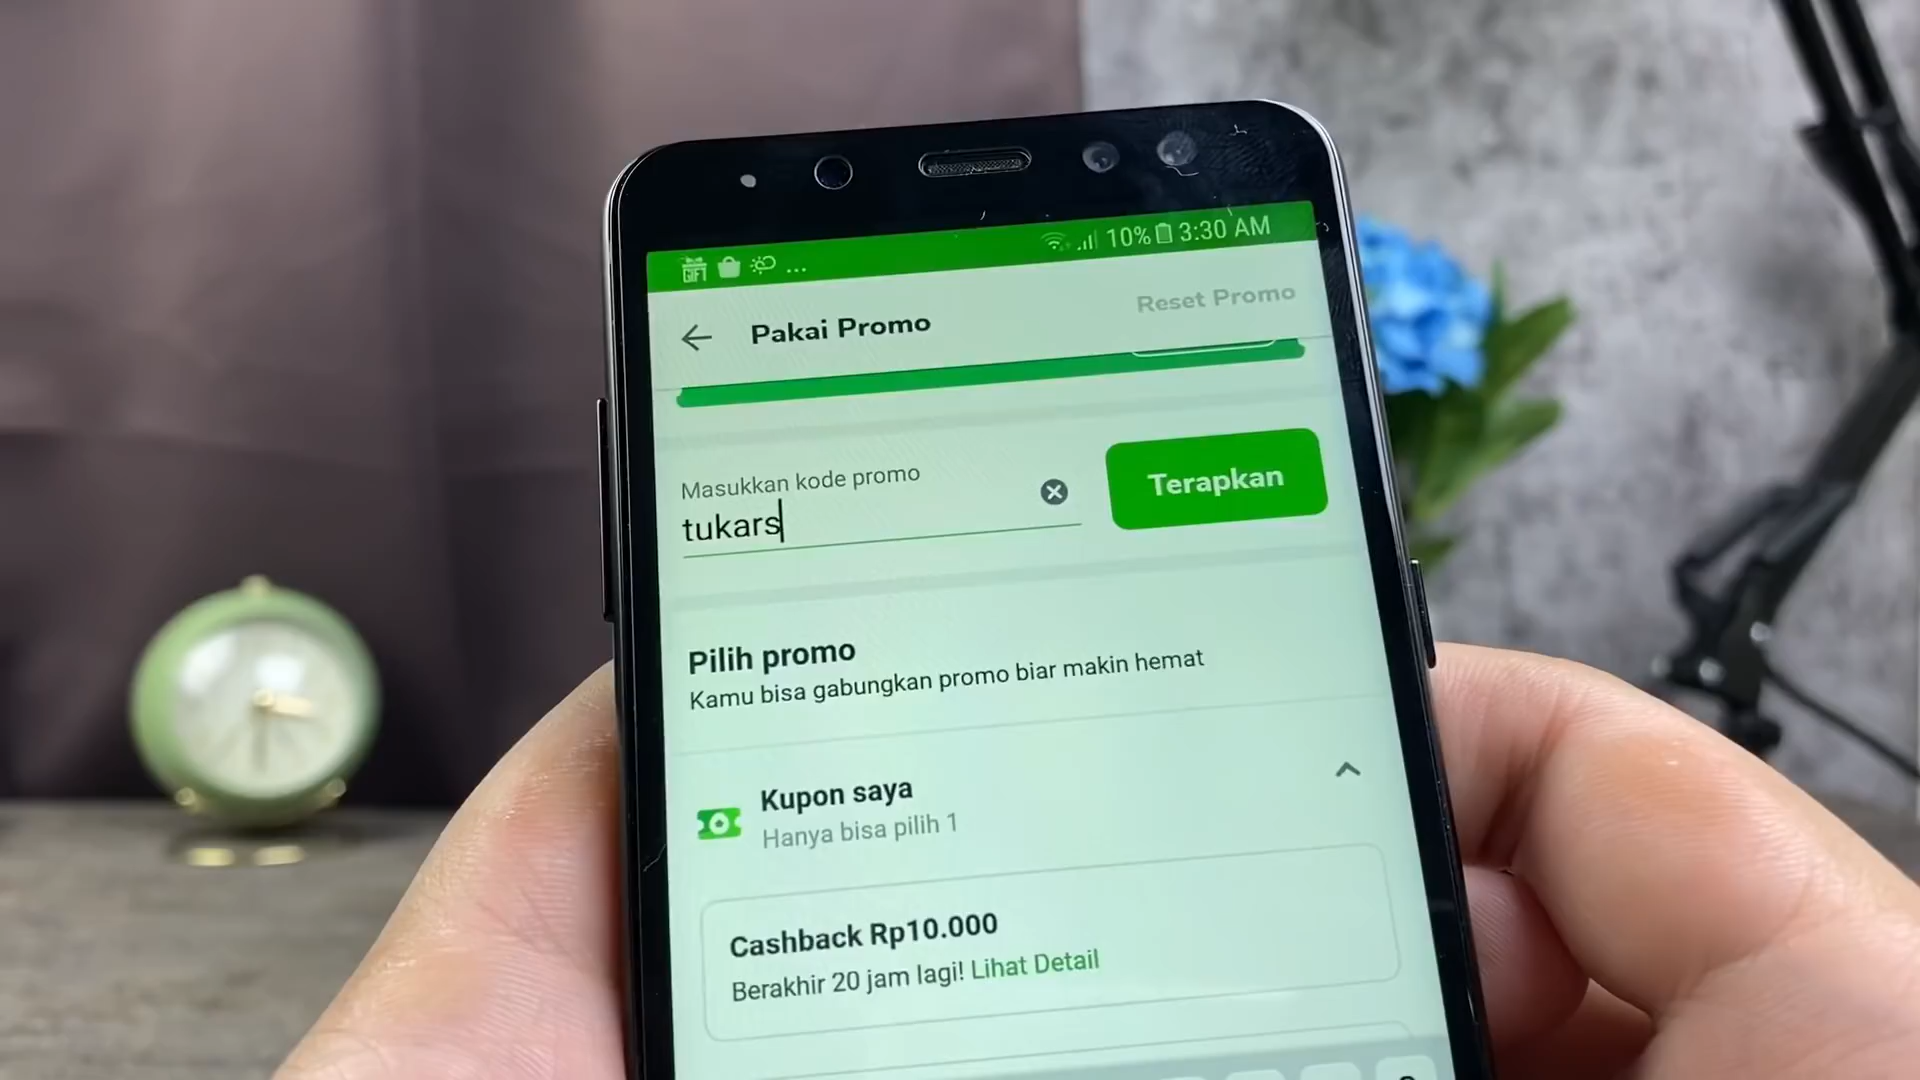 GIFT ... 10% 3:30 AM
Pakai Promo
Reset Promo
Masukkan kode promo
tukars
Terapkan
Pilih promo
Kamu bisa gabungkan promo biar makin hemat
Kupon saya
Hanya bisa pilih 1
Cashback Rp10.000
Berakhir 20 jam lagi! Lihat Detail